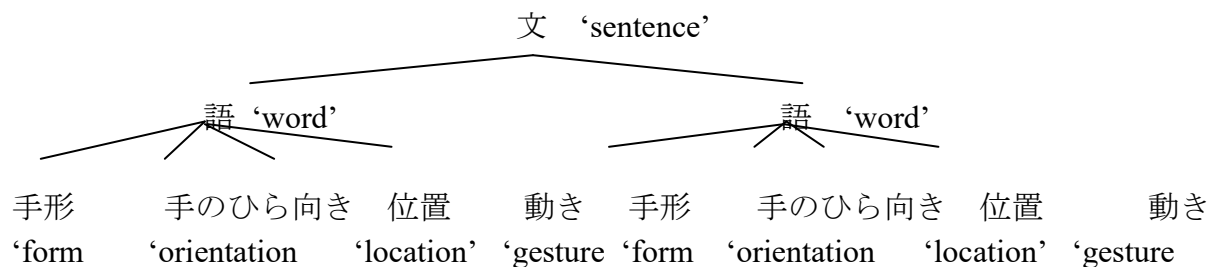 文 ‘sentence’
語 ‘word’ 語 ‘word’
手形 手のひら向き 位置 動き 手形 手のひら向き 位置 動き
‘form ‘orientation ‘location’ ‘gesture ‘form ‘orientation ‘location’ ‘gesture